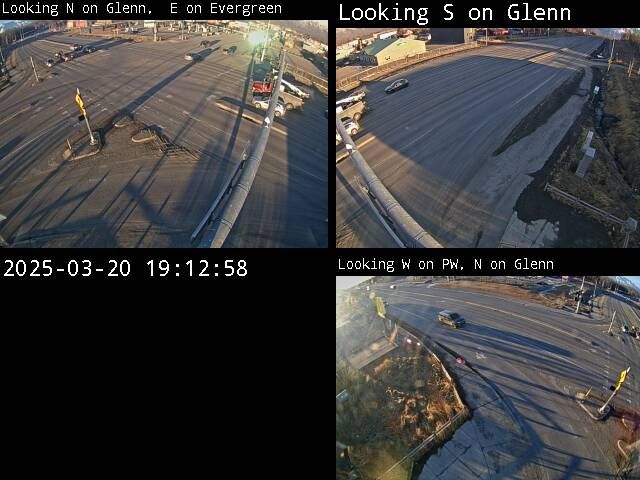 Looking N on Glenn,  E on Evergreen
Looking S on Glenn
2025-03-20 19:12:58
Looking W on PW, N on Glenn